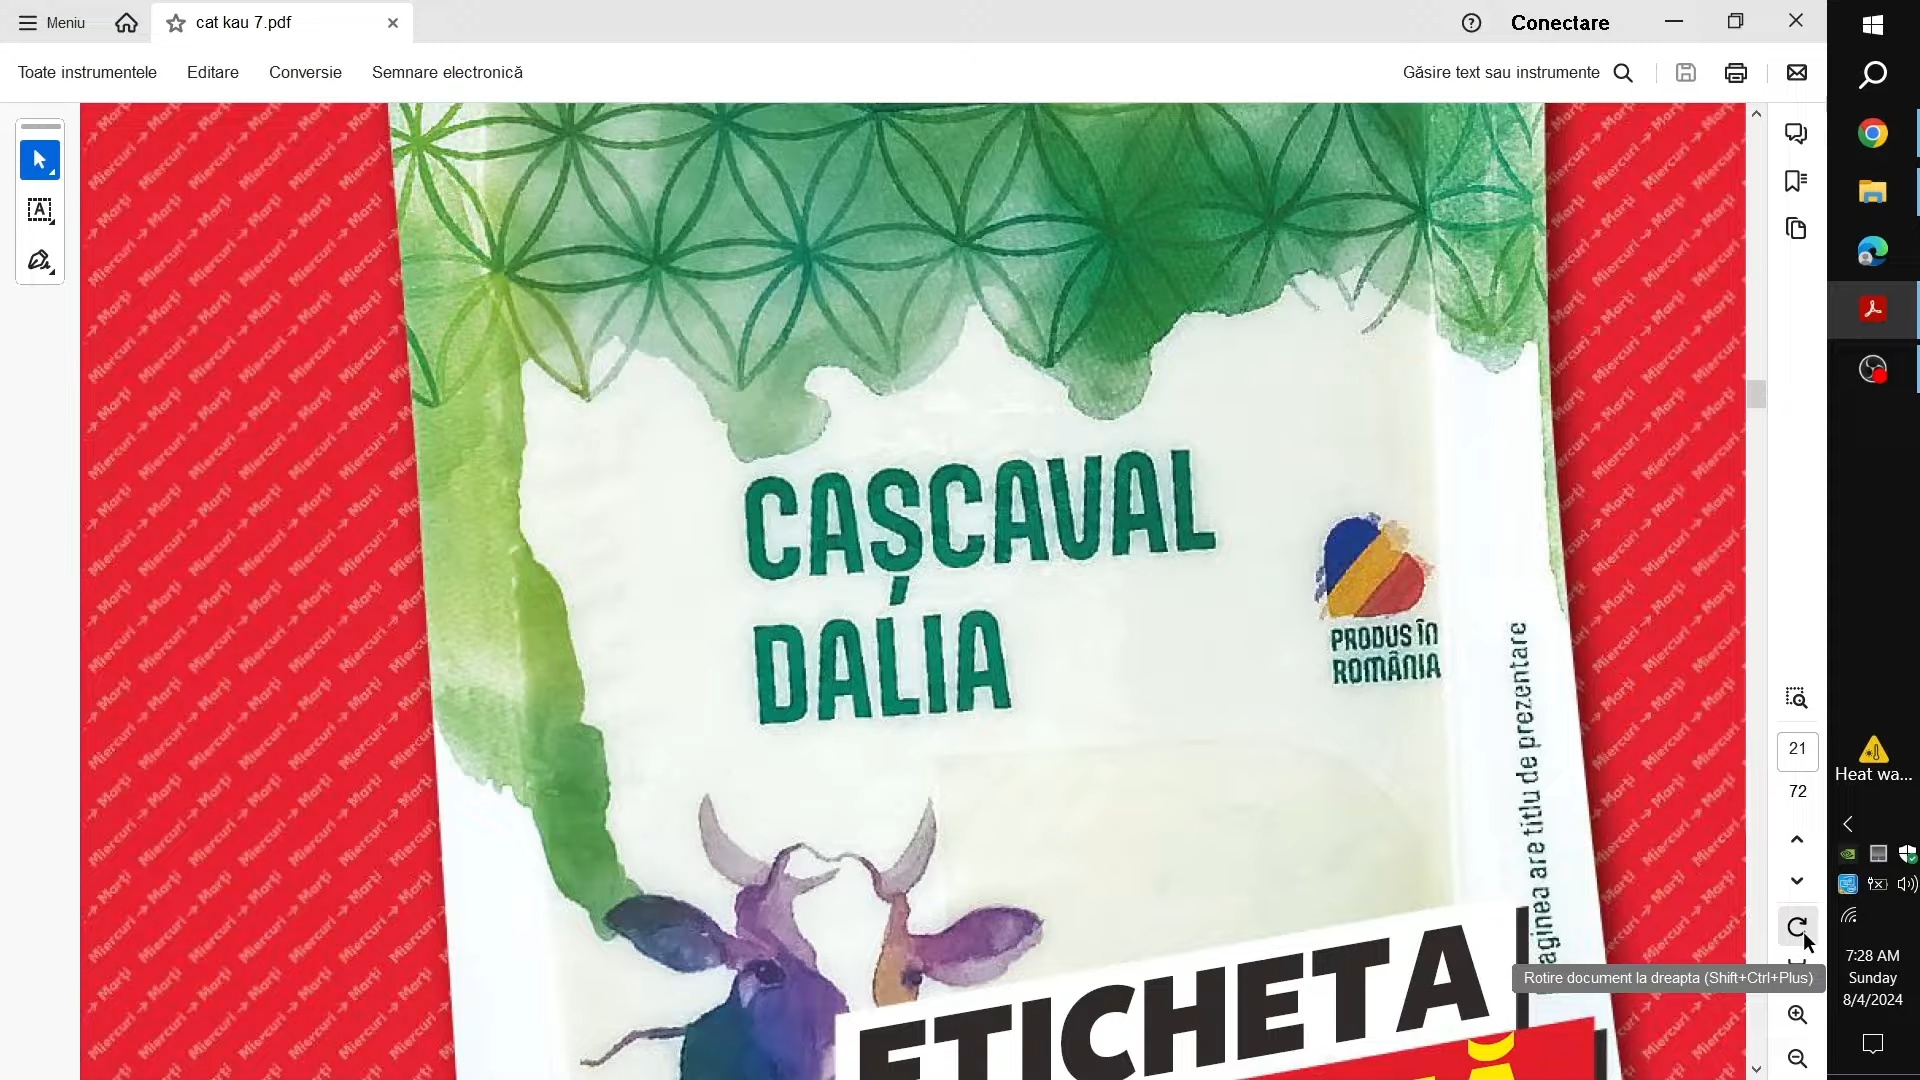 Meniu
cat kau 7.pdf
Conectare
Toate instrumentele
Editare
Conversie
Semnare electronică
Găsire text sau instrumente
Miercuri → Marți
CAȘCAVAL
DALIA
PRODUS în
ROMÂNIA
aginea are titlu de prezentare
ETICHETA
21
72
Rotire document la dreapta (Shift+Ctrl+Plus)
Heat wa...
7:28 AM
Sunday
8/4/2024